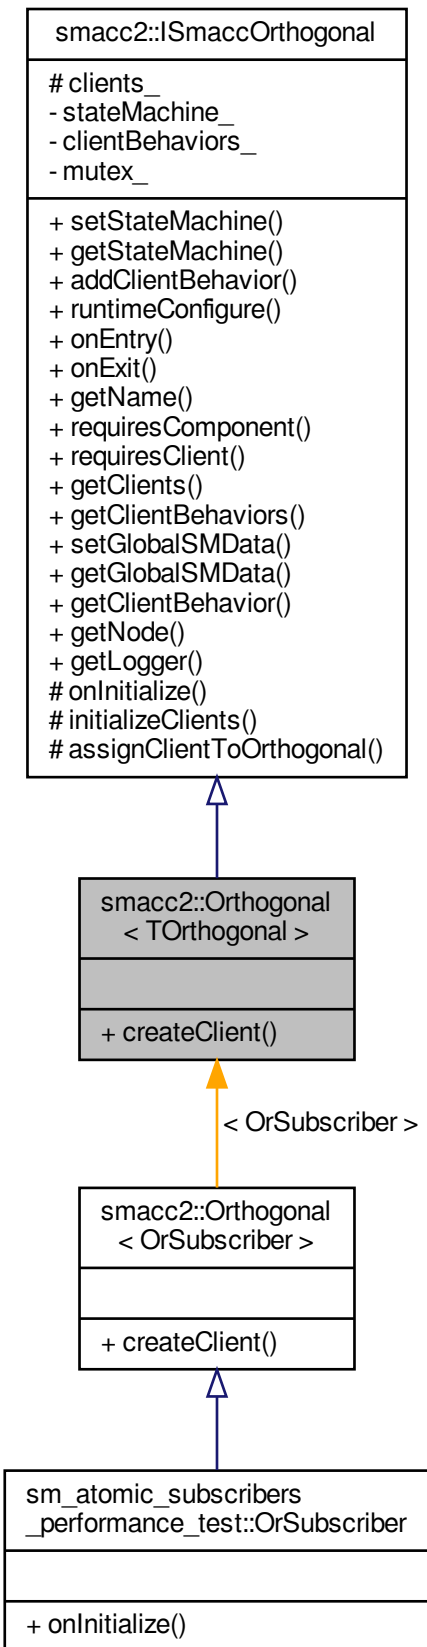 smacc2::ISmaccOrthogonal
# clients_
- stateMachine_
- clientBehaviors_
- mutex_
+ setStateMachine()
+ getStateMachine()
+ addClientBehavior()
+ runtimeConfigure()
+ onEntry()
+ onExit()
+ getName()
+ requiresComponent()
+ requiresClient()
+ getClients()
+ getClientBehaviors()
+ setGlobalSMData()
+ getGlobalSMData()
+ getClientBehavior()
+ getNode()
+ getLogger()
# onInitialize()
# initializeClients()
# assignClientToOrthogonal()
smacc2::Orthogonal
< TOrthogonal >
+ createClient()
< OrSubscriber >
smacc2::Orthogonal
< OrSubscriber >
+ createClient()
sm_atomic_subscribers
_performance_test::OrSubscriber
+ onInitialize()